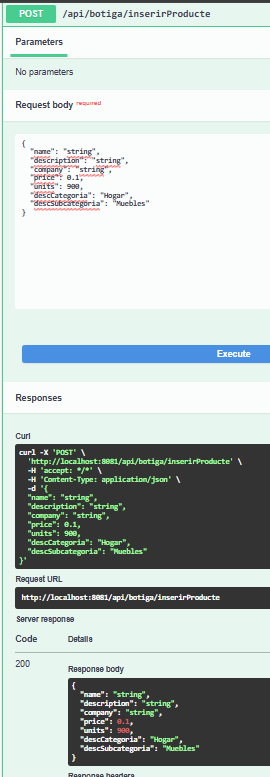 POST /api/botiga/inserirProducte
Parameters
No parameters
Request body required
{
"name": "string",
"description": "string",
"company": "string",
"price": 0.1,
"units": 900,
"descCategoria": "Hogar",
"descSubcategoria": "Muebles"
}
Execute
Responses
Curl
curl -X 'POST' \
'http://localhost:8081/api/botiga/inserirProducte' \
-H 'accept: */*' \
-H 'Content-Type: application/json' \
-d '{
"name": "string",
"description": "string",
"company": "string",
"price": 0.1,
"units": 900,
"descCategoria": "Hogar",
"descSubcategoria": "Muebles"
}'
Request URL
http://localhost:8081/api/botiga/inserirProducte
Server response
Code Details
200
Response body
{
"name": "string",
"description": "string",
"company": "string",
"price": 0.1,
"units": 900,
"descCategoria": "Hogar",
"descSubcategoria": "Muebles"
}
Response headers